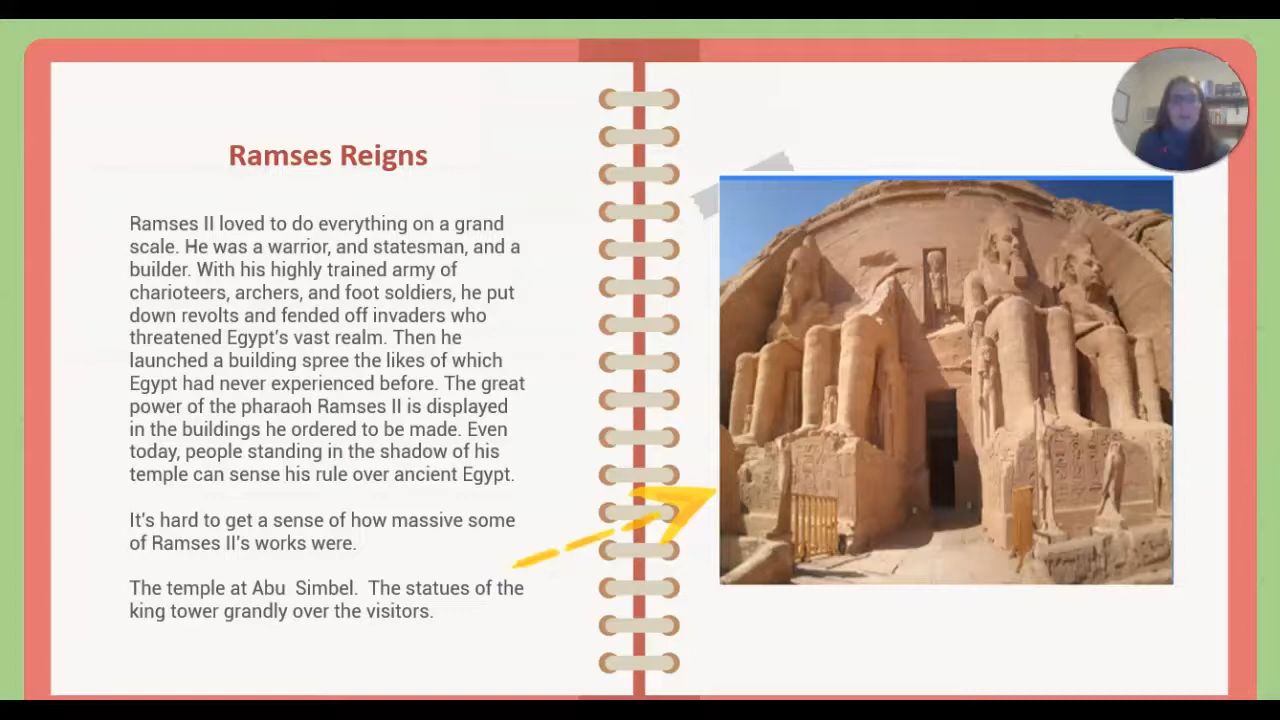 Ramses Reigns
Ramses II loved to do everything on a grand
scale. He was a warrior, and statesman, and a
builder. With his highly trained army of
charioteers, archers, and foot soldiers, he put
down revolts and fended off invaders who
threatened Egypt's vast realm. Then he
launched a building spree the likes of which
Egypt had never experienced before. The great
power of the pharaoh Ramses II is displayed
in the buildings he ordered to be made. Even
today, people standing in the shadow of his
temple can sense his rule over ancient Egypt.
It's hard to get a sense of how massive some
of Ramses II's works were.
The temple at Abu  Simbel.  The statues of the
king tower grandly over the visitors.